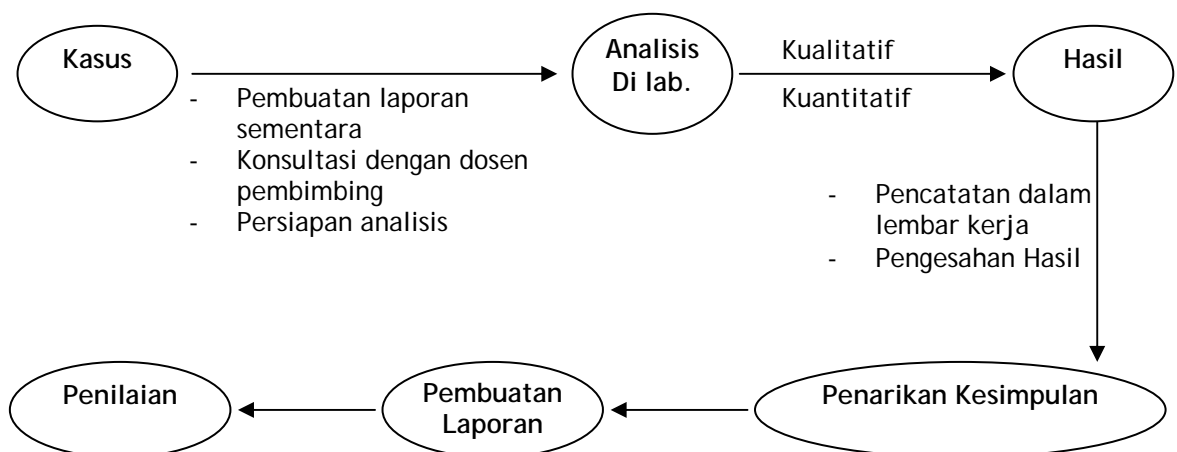 Kasus
- Pembuatan laporan
sementara
- Konsultasi dengan dosen
pembimbing
- Persiapan analisis
Analisis
Di lab.
Kualitatif
Kuantitatif
Hasil
- Pencatatan dalam
lembar kerja
- Pengesahan Hasil
Penarikan Kesimpulan
Pembuatan
Laporan
Penilaian